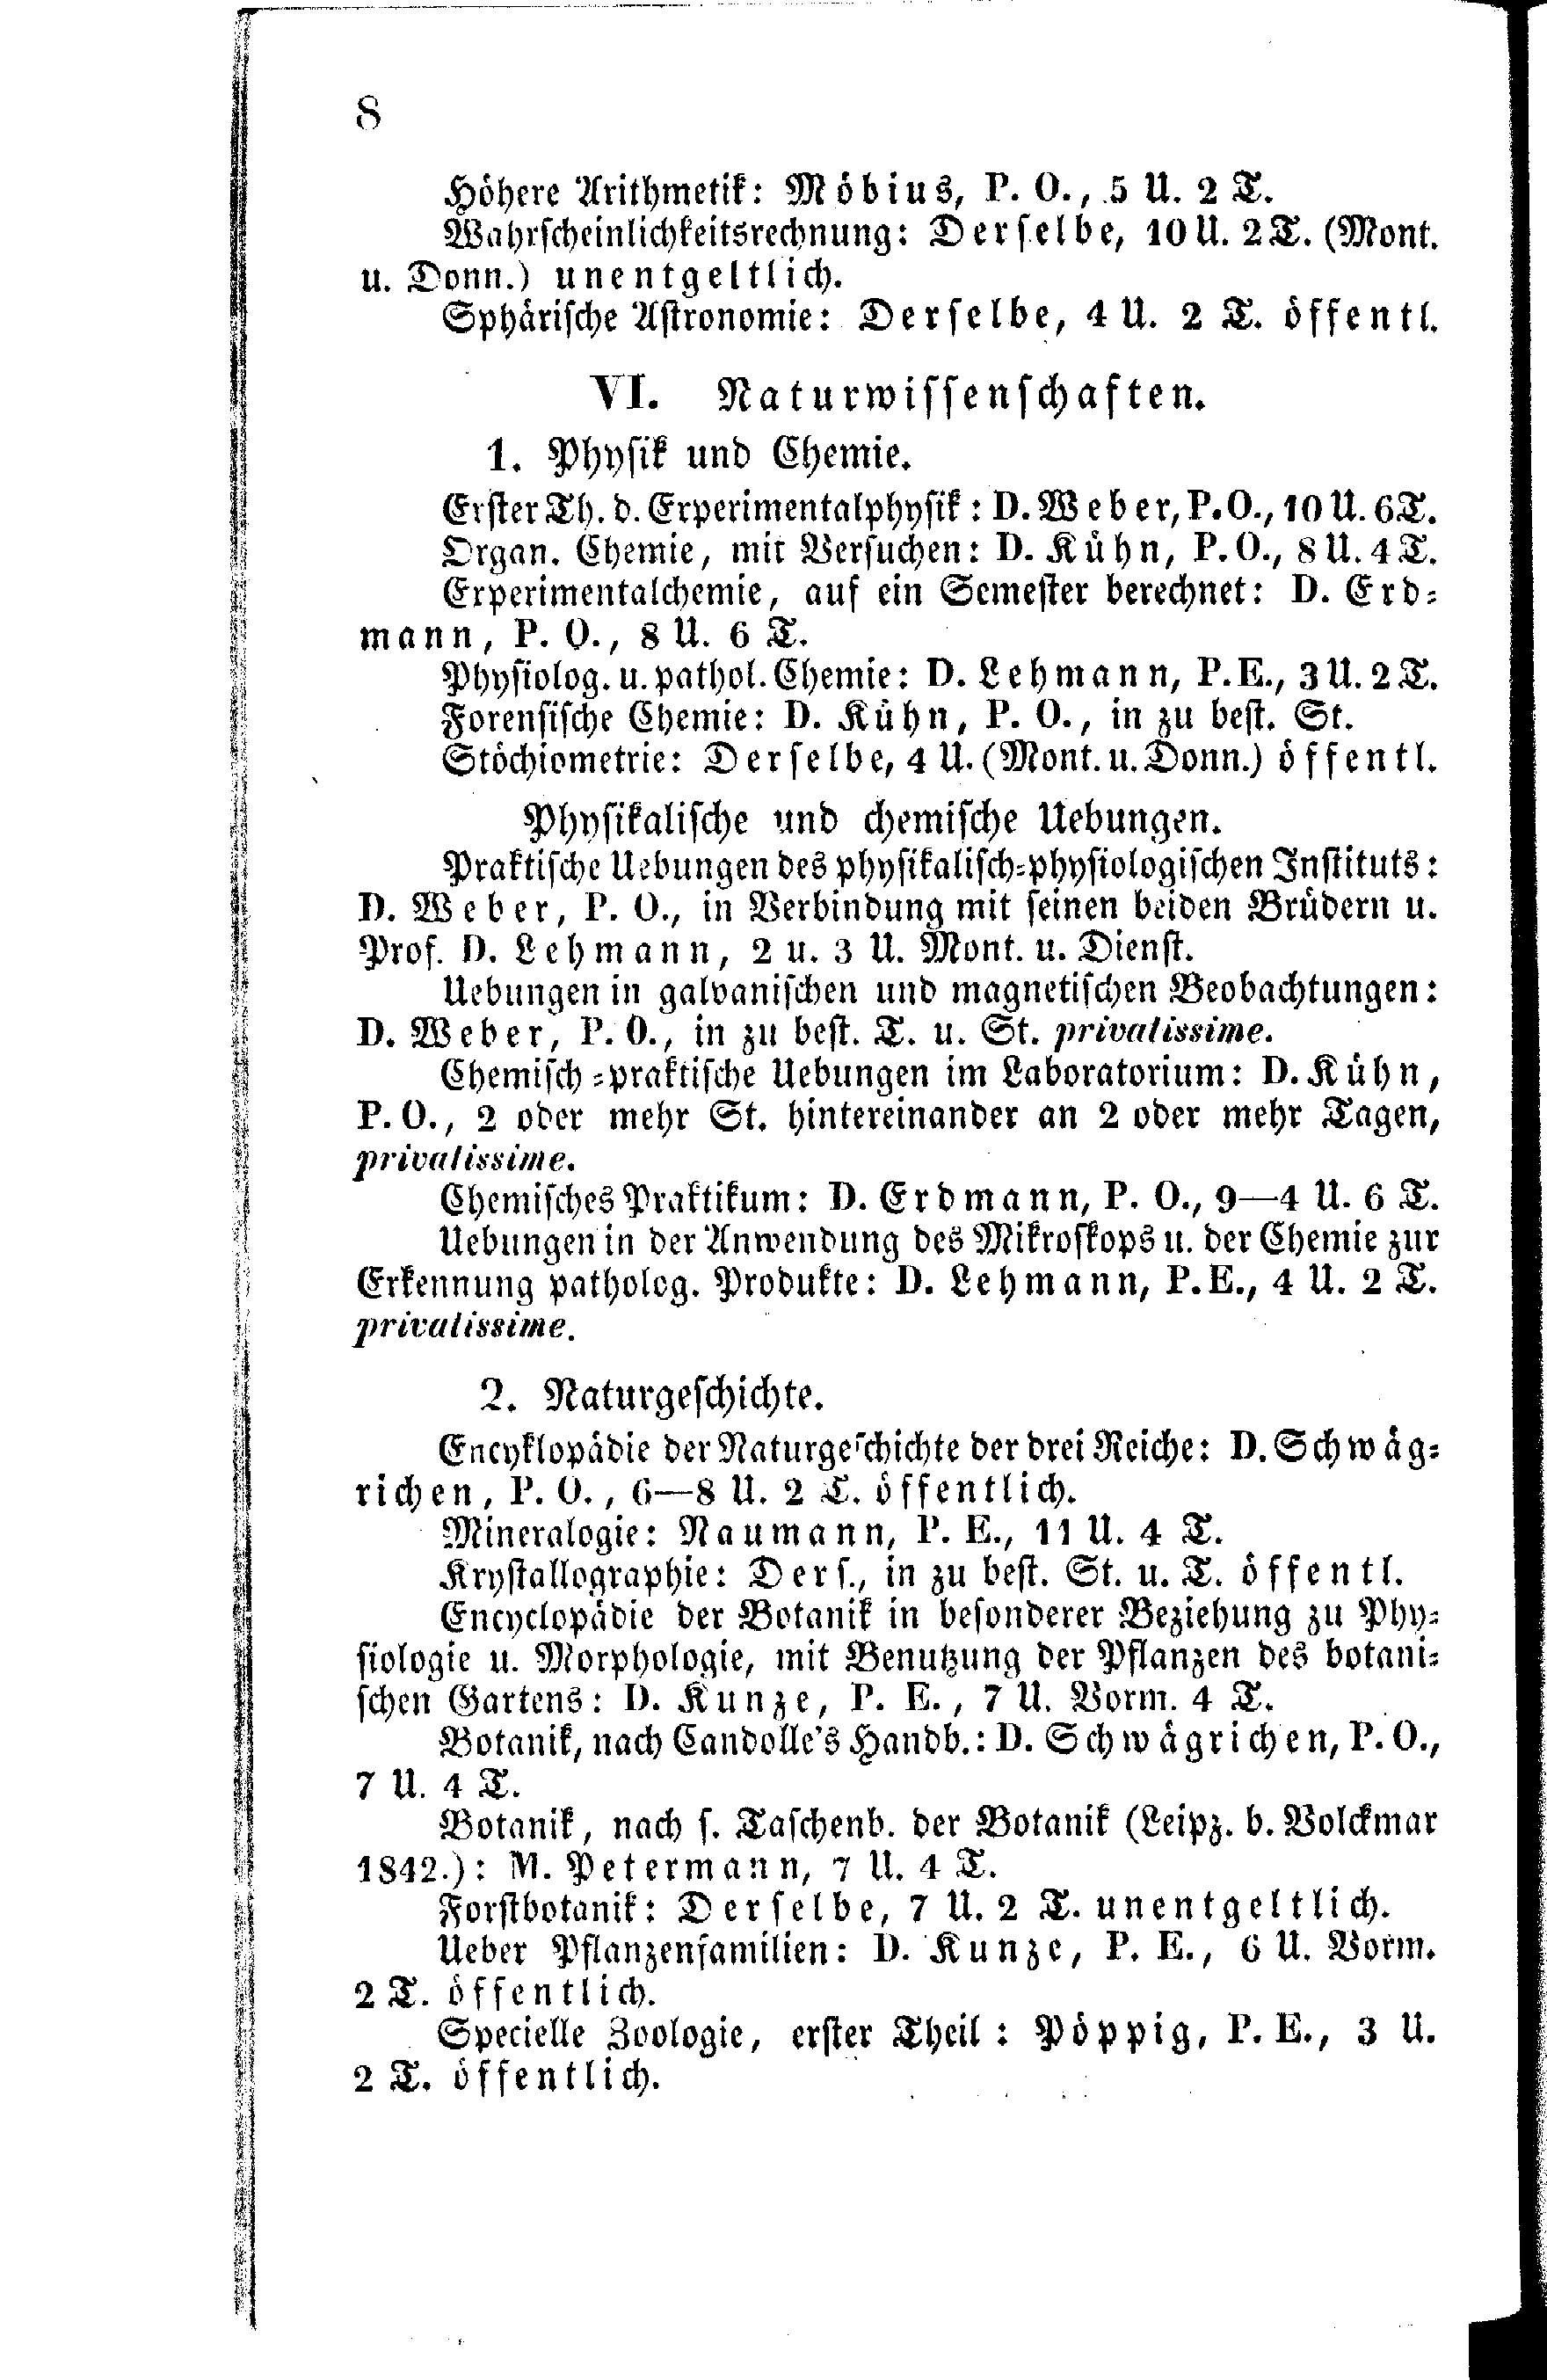 8
Höhere Arithmetik: Möbius, P. O., 5 U. 2 T.
Wahrscheinlichkeitsrechnung: Derselbe, 10 U. 2 T. (Mont.
u. Donn.) unentgeltlich.
Sphärische Astronomie: Derselbe, 4 U. 2 T. öffentl.
VI. Naturwissenschaften.
1. Physik und Chemie.
Erster Th. d. Experimentalphysik: D. Weber, P. O., 10 U. 6 T.
Organ. Chemie, mit Versuchen: D. Kühn, P. O., 8 U. 4 T.
Experimentalchemie, auf ein Semester berechnet: D. Erd-
mann, P. O., 8 U. 6 T.
Physiolog. u. pathol. Chemie: D. Lehmann, P. E., 3 U. 2 T.
Forensische Chemie: D. Kühn, P. O., in zu best. St.
Stöchiometrie: Derselbe, 4 U. (Mont. u. Donn.) öffentl.
Physikalische und chemische Uebungen.
Praktische Uebungen des physikalisch-physiologischen Instituts:
D. Weber, P. O., in Verbindung mit seinen beiden Brüdern u.
Prof. D. Lehmann, 2 u. 3 U. Mont. u. Dienst.
Uebungen in galvanischen und magnetischen Beobachtungen:
D. Weber, P. O., in zu best. T. u. St. privatissime.
Chemisch-praktische Uebungen im Laboratorium: D. Kühn,
P. O., 2 oder mehr St. hintereinander an 2 oder mehr Tagen,
privatissime.
Chemisches Praktikum: D. Erdmann, P. O., 9—4 U. 6 T.
Uebungen in der Anwendung des Mikroskops u. der Chemie zur
Erkennung patholog. Produkte: D. Lehmann, P. E., 4 U. 2 T.
privatissime.
2. Naturgeschichte.
Encyklopädie der Naturgeschichte der drei Reiche: D. Schwäg-
richen, P. O., 6—8 U. 2 T. öffentlich.
Mineralogie: Naumann, P. E., 11 U. 4 T.
Krystallographie: Ders., in zu best. St. u. T. öffentl.
Encyclopädie der Botanik in besonderer Beziehung zu Phy-
siologie u. Morphologie, mit Benutzung der Pflanzen des botani-
schen Gartens: D. Kunze, P. E., 7 U. Vorm. 4 T.
Botanik, nach Candolle's Handb.: D. Schwägrichen, P. O.,
7 U. 4 T.
Botanik, nach s. Taschenb. der Botanik (Leipz. b. Volckmar
1842.): M. Petermann, 7 U. 4 T.
Forstbotanik: Derselbe, 7 U. 2 T. unentgeltlich.
Ueber Pflanzenfamilien: D. Kunze, P. E., 6 U. Vorm.
2 T. öffentlich.
Specielle Zoologie, erster Theil: Pöppig, P. E., 3 U.
2 T. öffentlich.